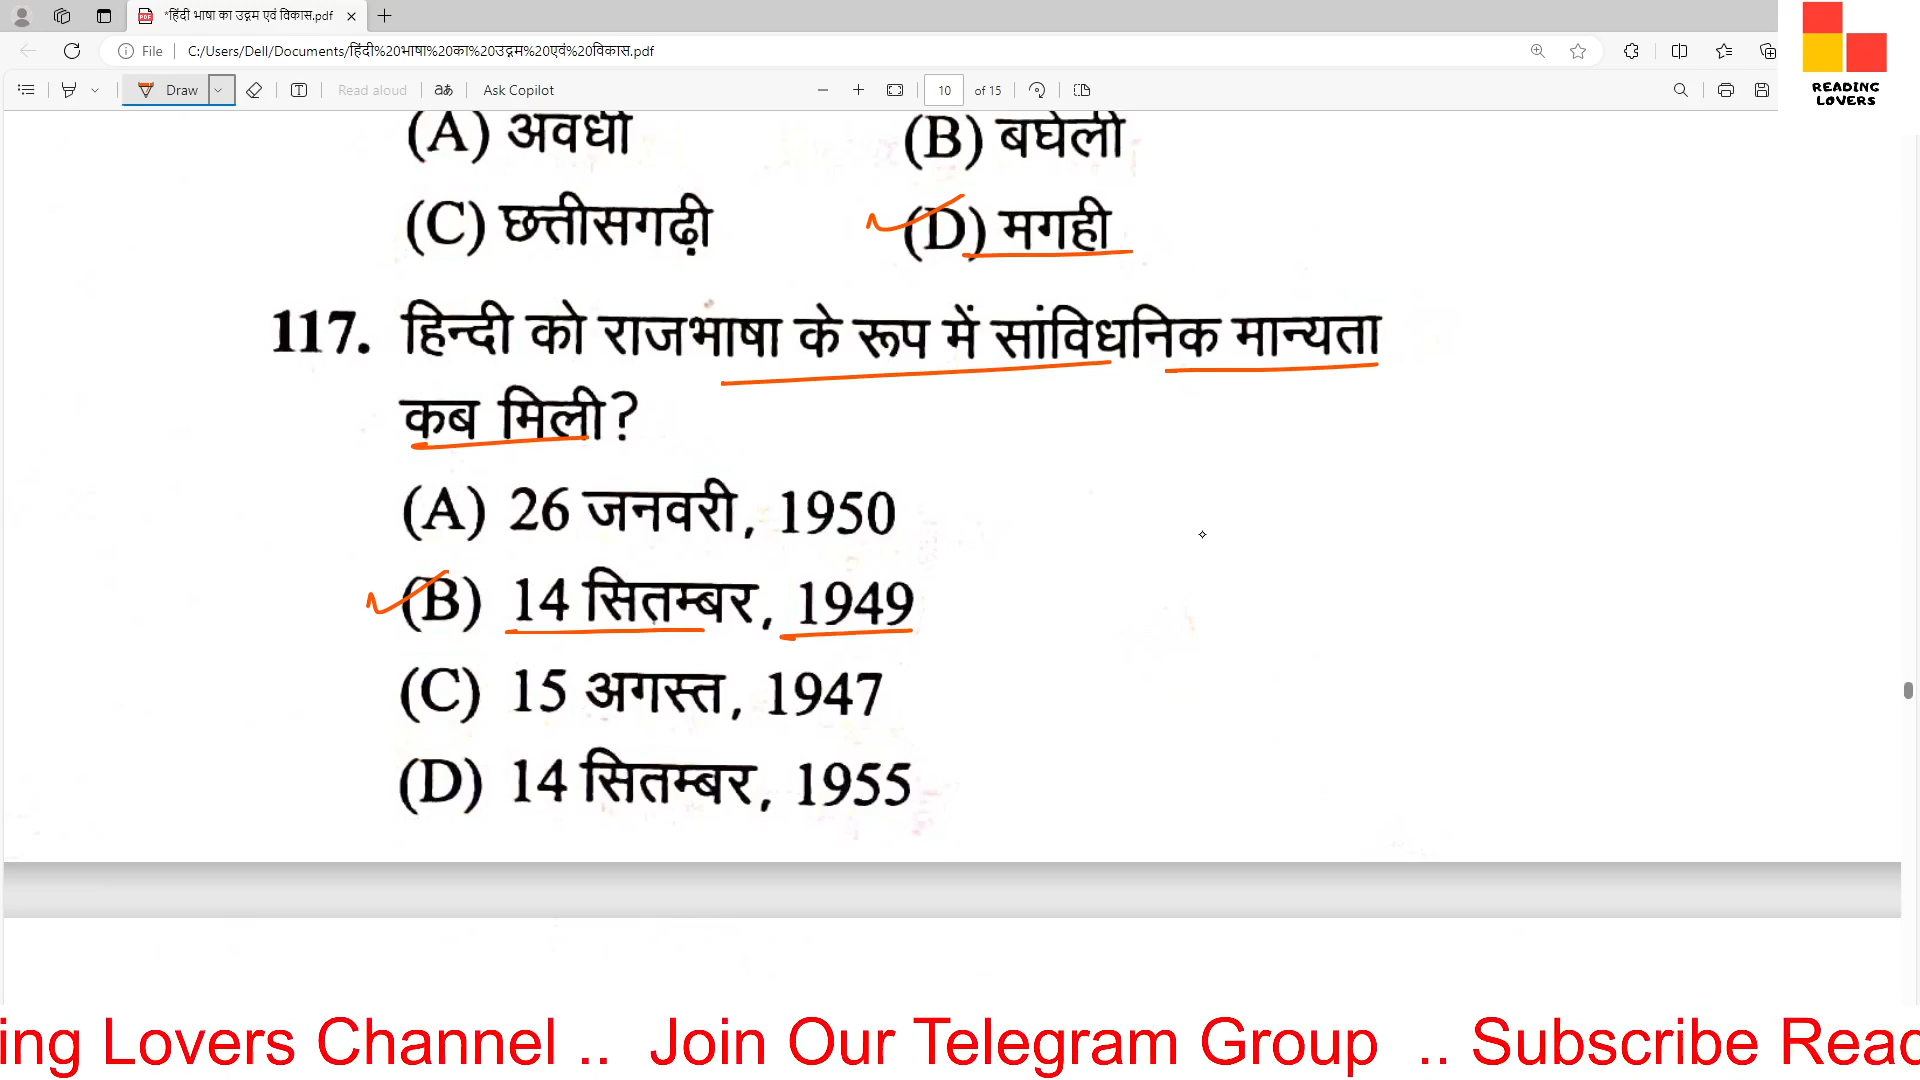 *हिंदी भाषा का उद्गम एवं विकास.pdf
File C:/Users/Dell/Documents/हिंदी%20भाषा%20का%20उद्गम%20एवं%20विकास.pdf
Draw Read aloud aあ Ask Copilot 10 of 15
READING
LOVERS
(A) अवधी (B) बघेली
(C) छत्तीसगढ़ी (D) मगही
117. हिन्दी को राजभाषा के रूप में सांविधनिक मान्यता
कब मिली?
(A) 26 जनवरी, 1950
(B) 14 सितम्बर, 1949
(C) 15 अगस्त, 1947
(D) 14 सितम्बर, 1955
ing Lovers Channel .. Join Our Telegram Group .. Subscribe Read